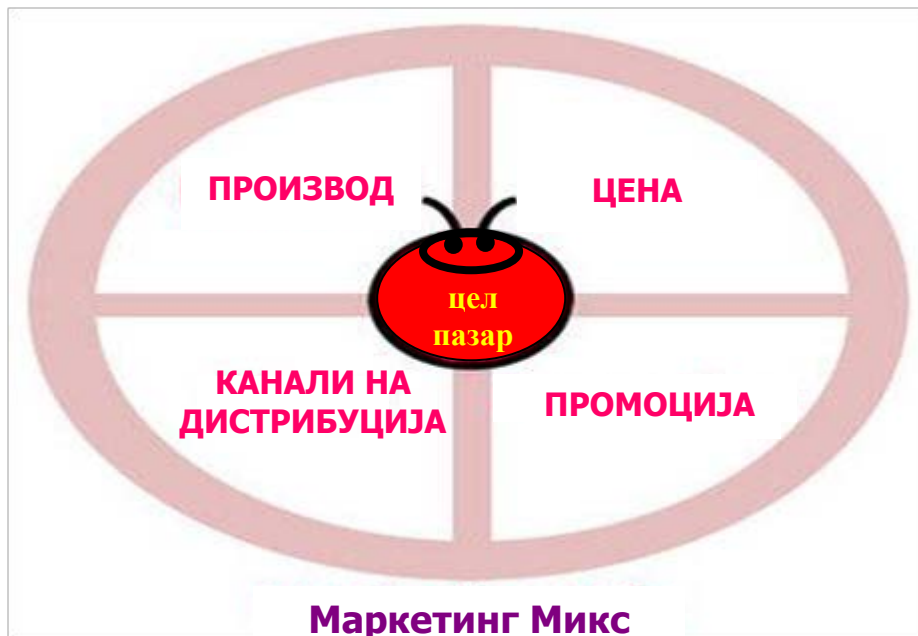 ПРОИЗВОД
ЦЕНА
цел
пазар
КАНАЛИ НА
ДИСТРИБУЦИЈА
ПРОМОЦИЈА
Маркетинг Микс